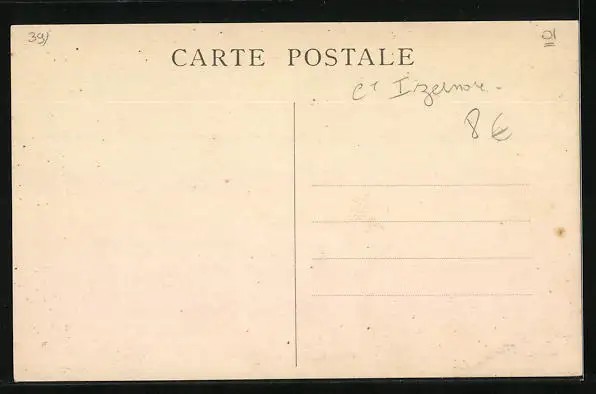 39)
01
CARTE POSTALE
Ct Izernore
8€